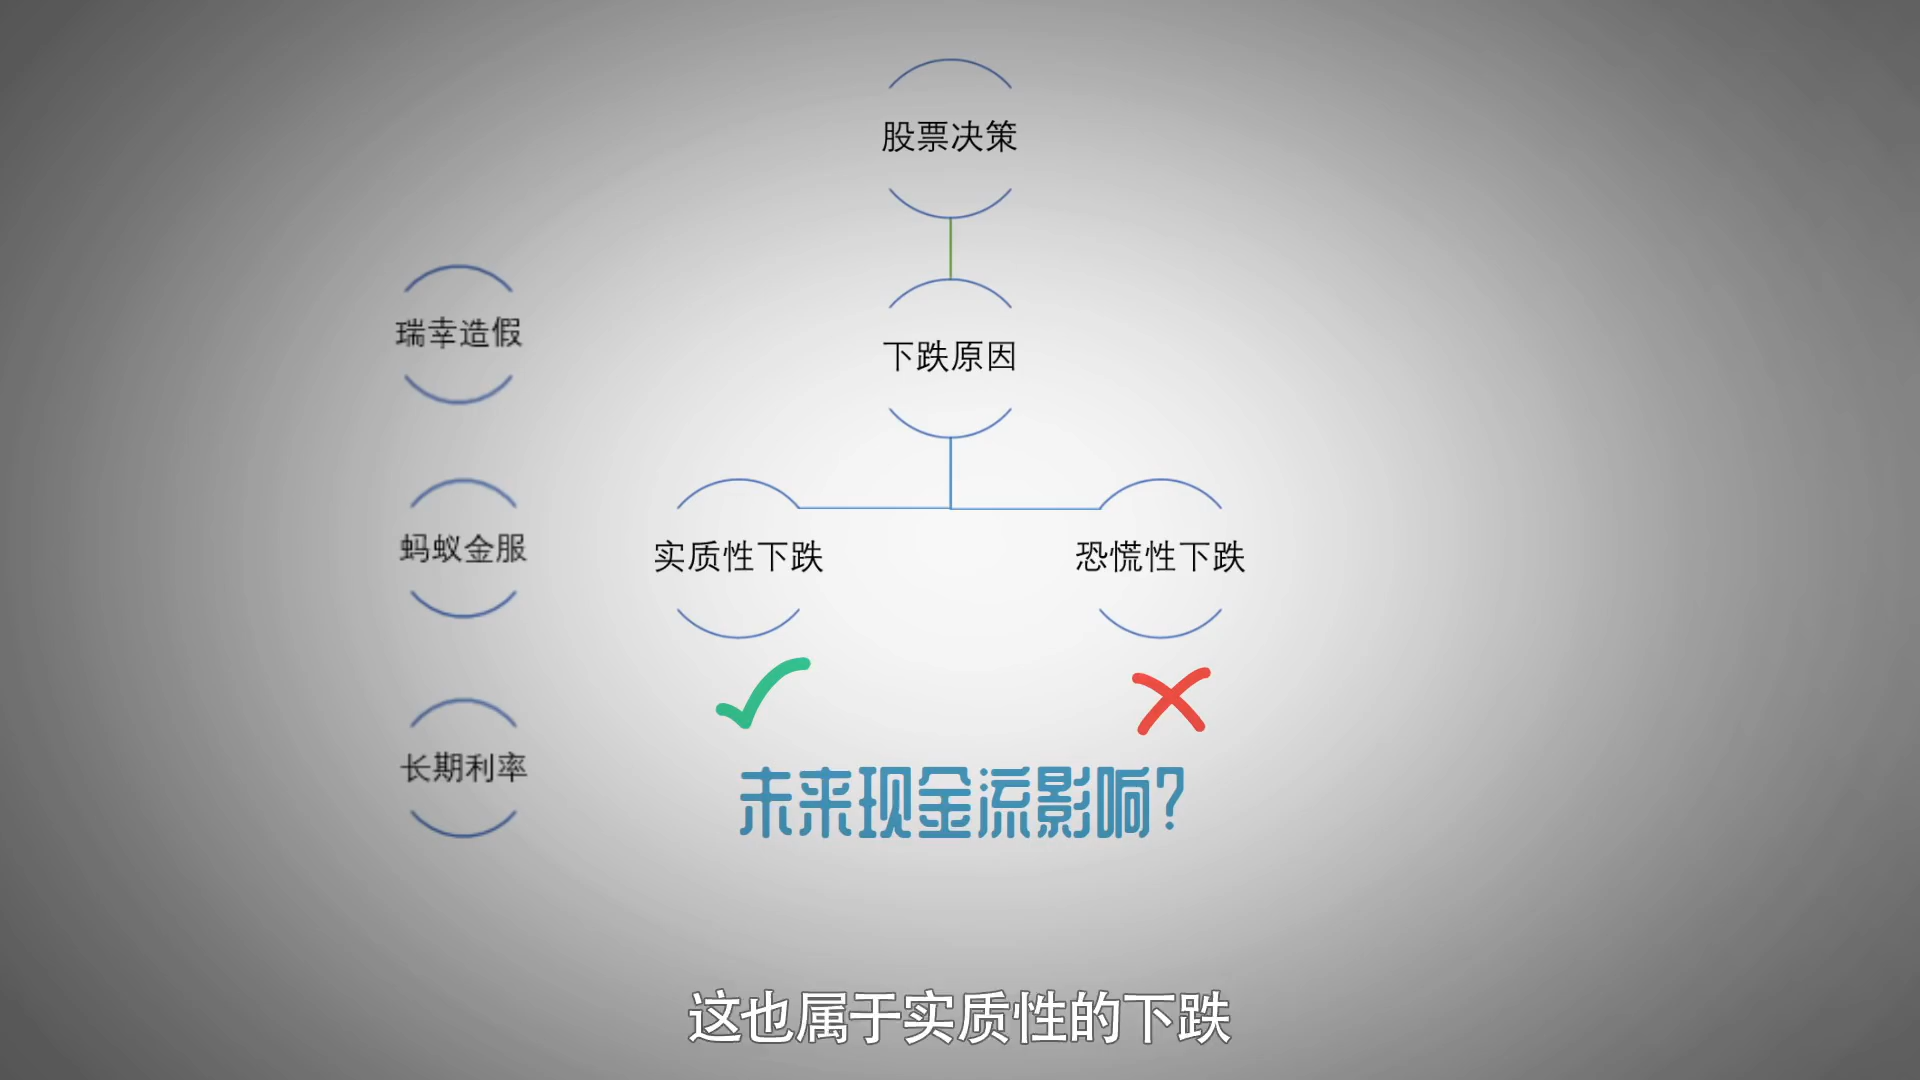 股票决策
瑞幸造假
下跌原因
蚂蚁金服
实质性下跌
恐慌性下跌
长期利率
未来现金流影响?
这也属于实质性的下跌